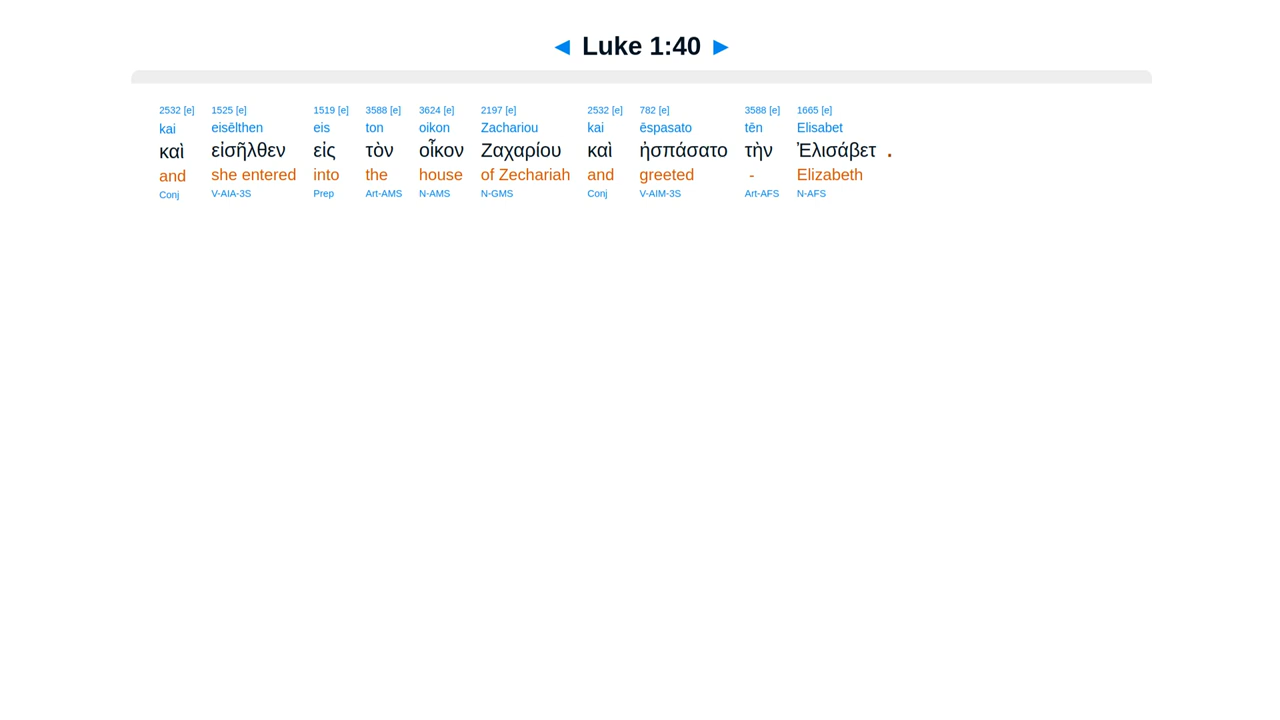 ◄ Luke 1:40 ►
2532 [e] 1525 [e] 1519 [e] 3588 [e] 3624 [e] 2197 [e] 2532 [e] 782 [e] 3588 [e] 1665 [e]
kai eisēlthen eis ton oikon Zachariou kai ēspasato tēn Elisabet
καὶ εἰσῆλθεν εἰς τὸν οἶκον Ζαχαρίου καὶ ἠσπάσατο τὴν Ἐλισάβετ .
and she entered into the house of Zechariah and greeted - Elizabeth
Conj V-AIA-3S Prep Art-AMS N-AMS N-GMS Conj V-AIM-3S Art-AFS N-AFS